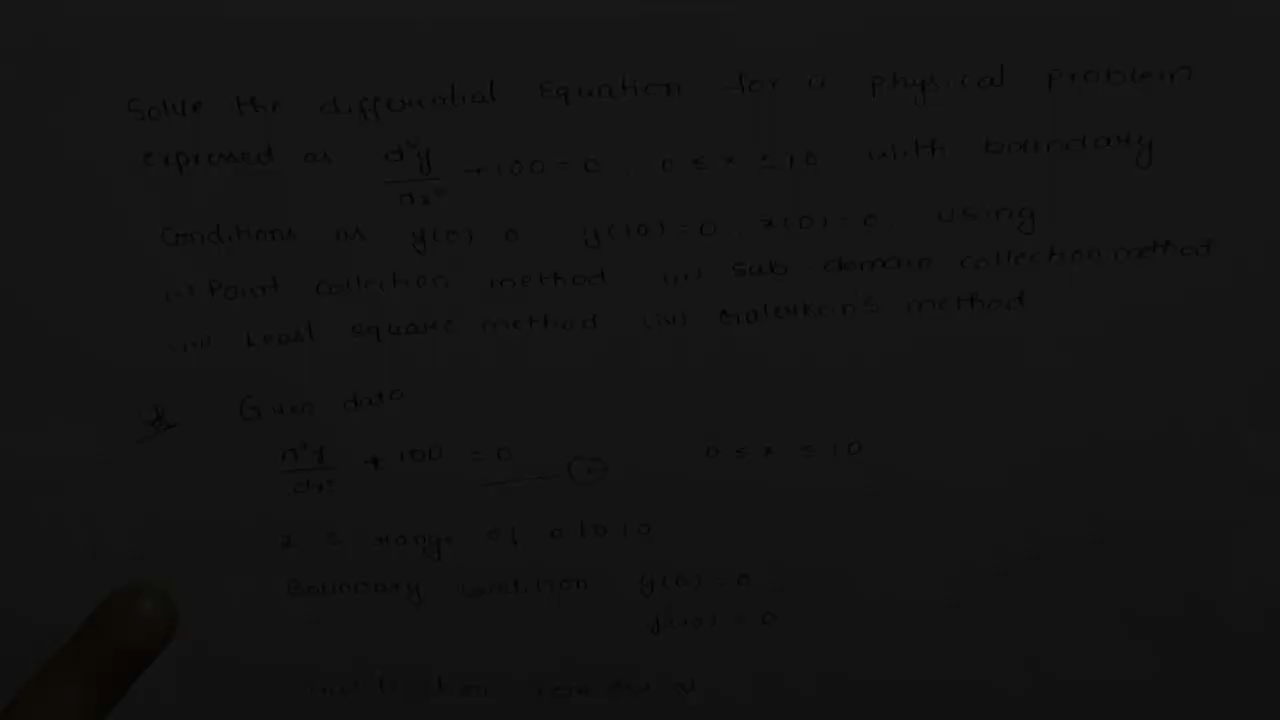 Solve the differential Equation for a physical problem
expressed as d²y/dx² + 100 = 0, 0 ≤ x ≤ 10 with boundary
conditions as y(0) = 0 y(10) = 0, using
Point collection method sub domain collection method
Least square method method
Given data
d²y/dx² + 100 = 0 0 ≤ x ≤ 10
range of 0 to 10
Boundary condition y(0) = 0
y(10) = 0